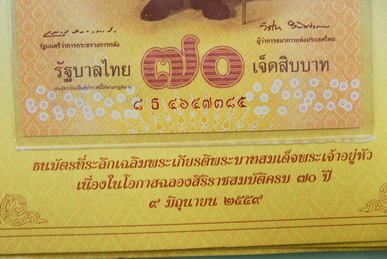 รัฐมนตรีว่าการกระทรวงการคลัง
ผู้ว่าการธนาคารแห่งประเทศไทย
รัฐบาลไทย ๗๐ เจ็ดสิบบาท
๘ ธ ๔๖๔๗๓๘๔
ธนบัตรที่ระลึกเฉลิมพระเกียรติพระบาทสมเด็จพระเจ้าอยู่หัว
เนื่องในโอกาสฉลองสิริราชสมบัติครบ ๗๐ ปี
๙ มิถุนายน ๒๕๕๙